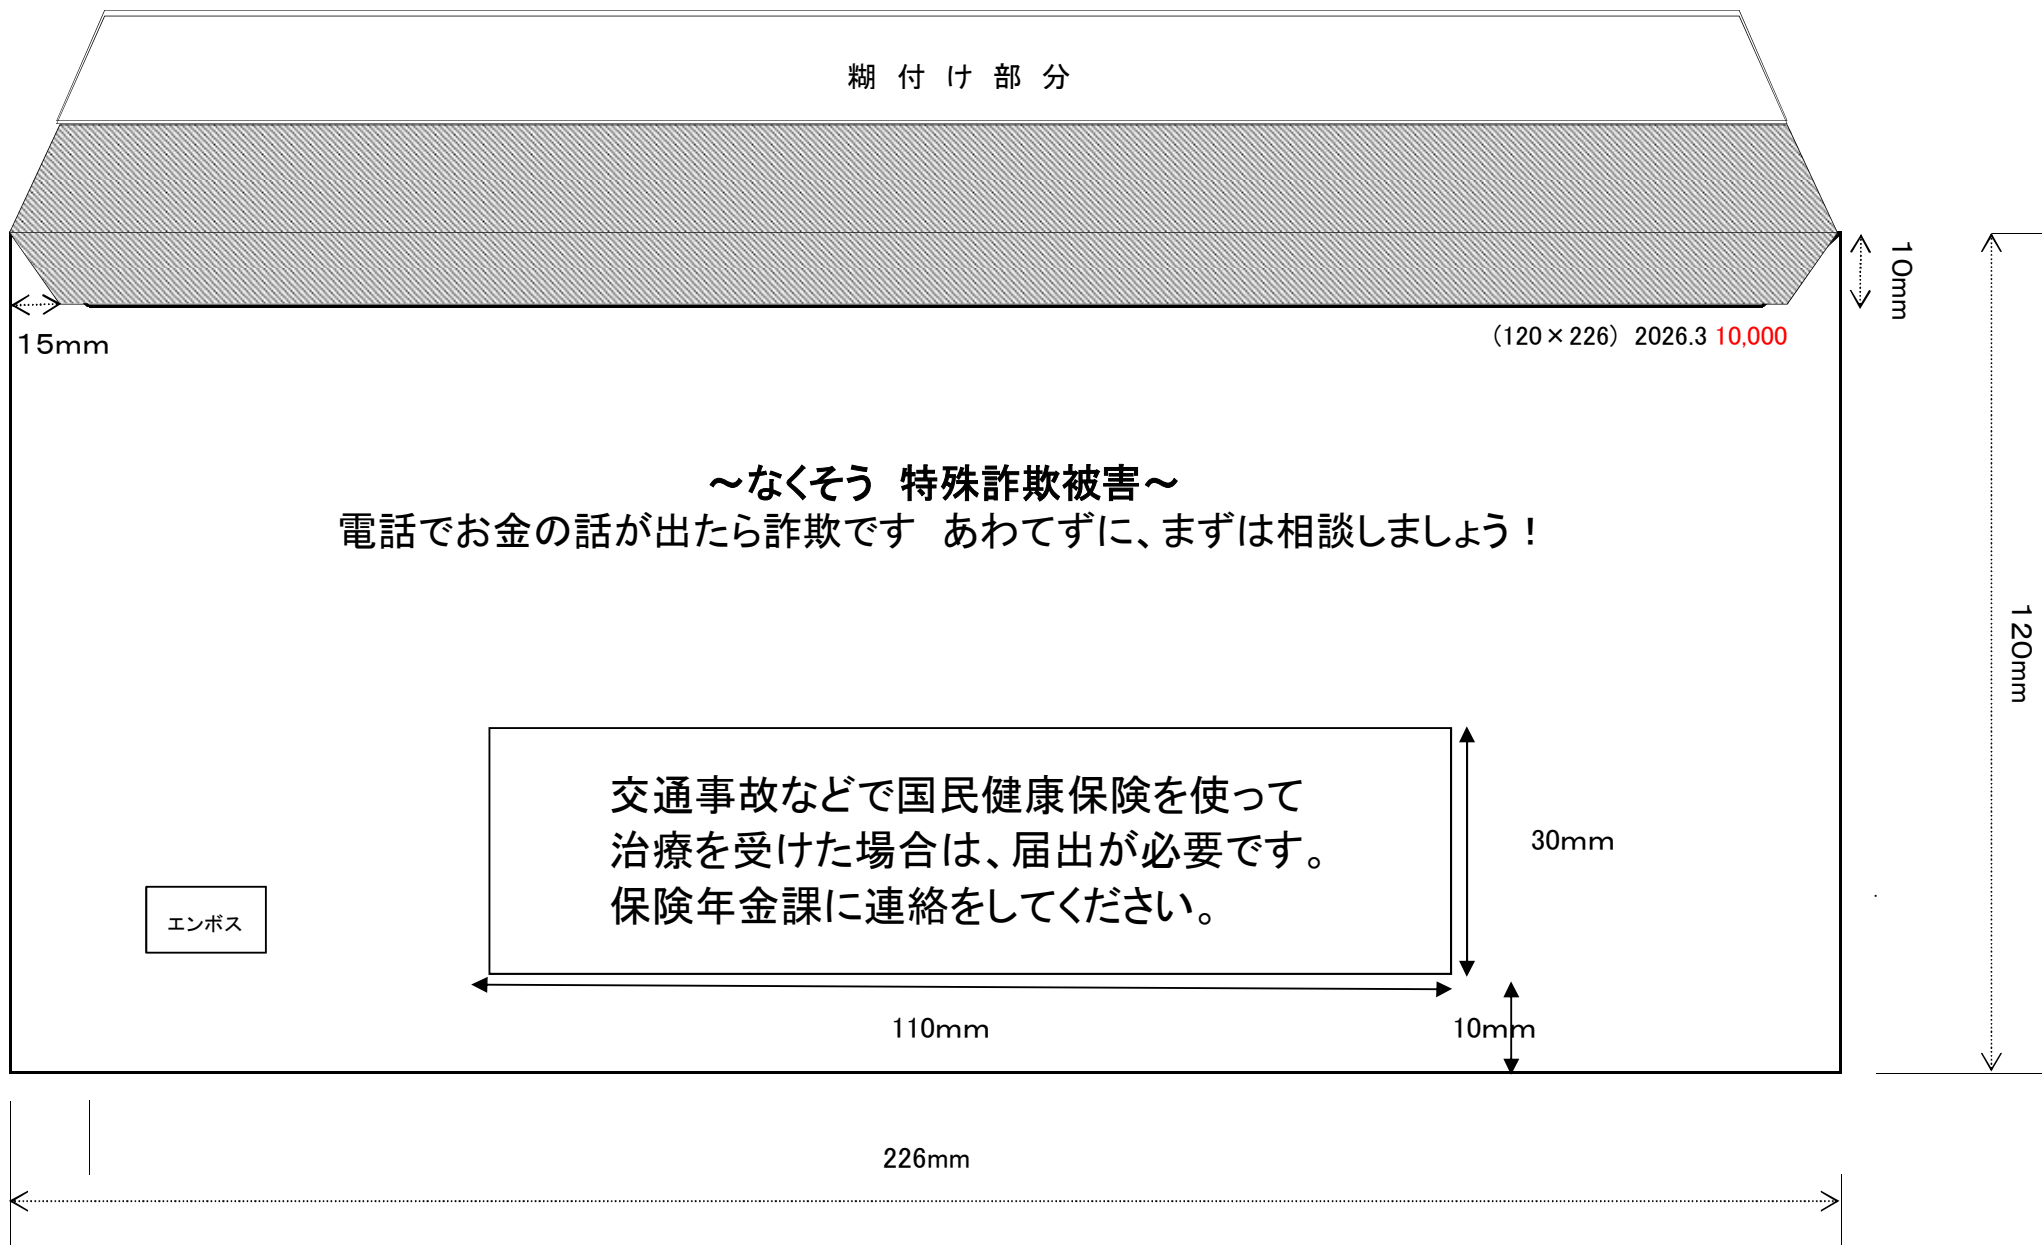 糊 付 け 部 分
10mm
15mm
（120×226） 2026.3 10,000
～なくそう 特殊詐欺被害～
電話でお金の話が出たら詐欺です あわてずに、まずは相談しましょう！
120mm
交通事故などで国民健康保険を使って
治療を受けた場合は、届出が必要です。
保険年金課に連絡をしてください。
30mm
エンボス
110mm
10mm
226mm